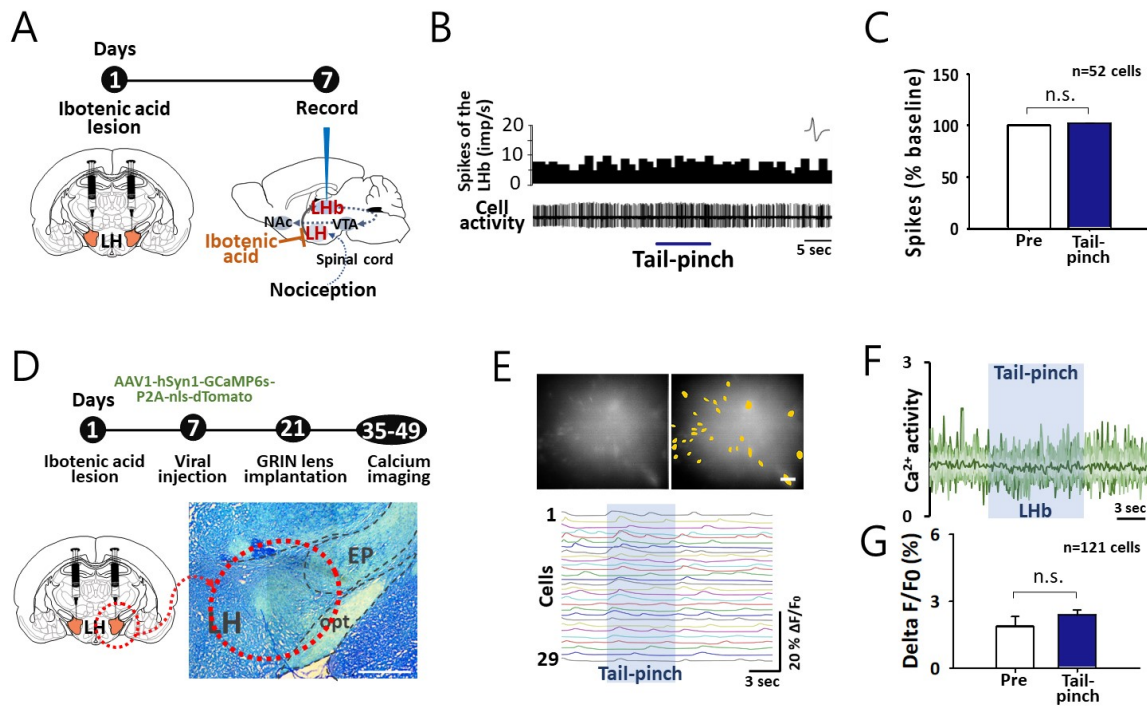 A
Days
1
7
Ibotenic acid
lesion
Record
LH
LHb
NAc
VTA
LH
Ibotenic
acid
Spinal cord
Nociception
B
Spikes of the
LHb (imp/s)
20
10
0
Cell
activity
Tail-pinch
5 sec
C
n=52 cells
Spikes (% baseline)
150
100
50
0
n.s.
Pre
Tail-
pinch
D
AAV1-hSyn1-GCaMP6s-
P2A-nls-dTomato
Days
1
7
21
35-49
Ibotenic acid
lesion
Viral
injection
GRIN lens
implantation
Calcium
imaging
LH
EP
LH
opt
E
1
Cells
29
Tail-pinch
20 % ΔF/F₀
3 sec
F
3
Tail-pinch
Ca²⁺ activity
0
LHb
3 sec
G
n=121 cells
Delta F/F0 (%)
6
3
0
n.s.
Pre
Tail-
pinch